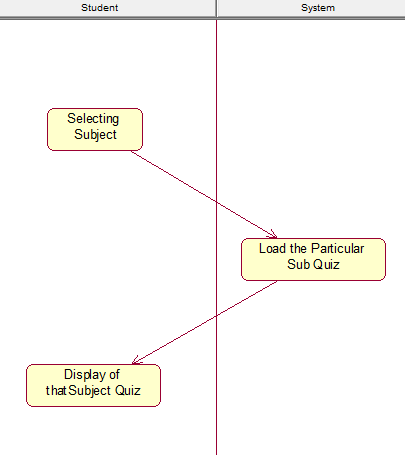 Student
System
Selecting
Subject
Load the Particular
Sub Quiz
Display of
thatSubject Quiz